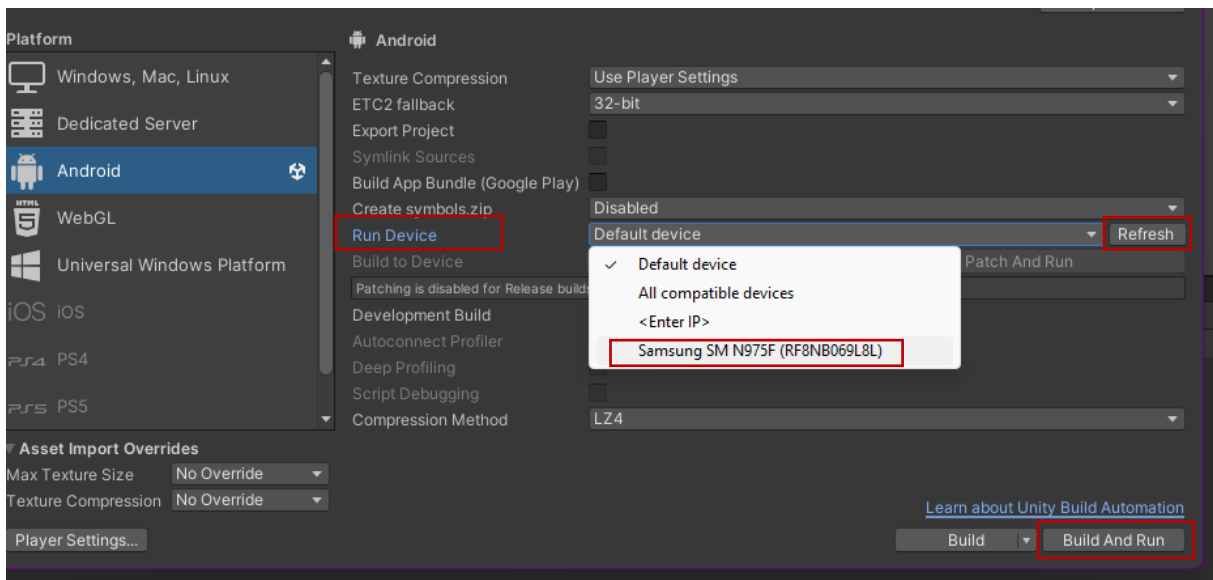 Platform
Windows, Mac, Linux
Dedicated Server
Android
HTML
WebGL
Universal Windows Platform
iOS iOS
PS4 PS4
PS5 PS5
Android
Texture Compression Use Player Settings
ETC2 fallback 32-bit
Export Project
Symlink Sources
Build App Bundle (Google Play)
Create symbols.zip Disabled
Run Device Default device Refresh
Default device
All compatible devices
<Enter IP>
Samsung SM N975F (RF8NB069L8L)
Build to Device Patch And Run
Patching is disabled for Release
Development Build
Autoconnect Profiler
Deep Profiling
Script Debugging
Compression Method LZ4
Asset Import Overrides
Max Texture Size No Override
Texture Compression No Override
Learn about Unity Build Automation
Player Settings... Build Build And Run